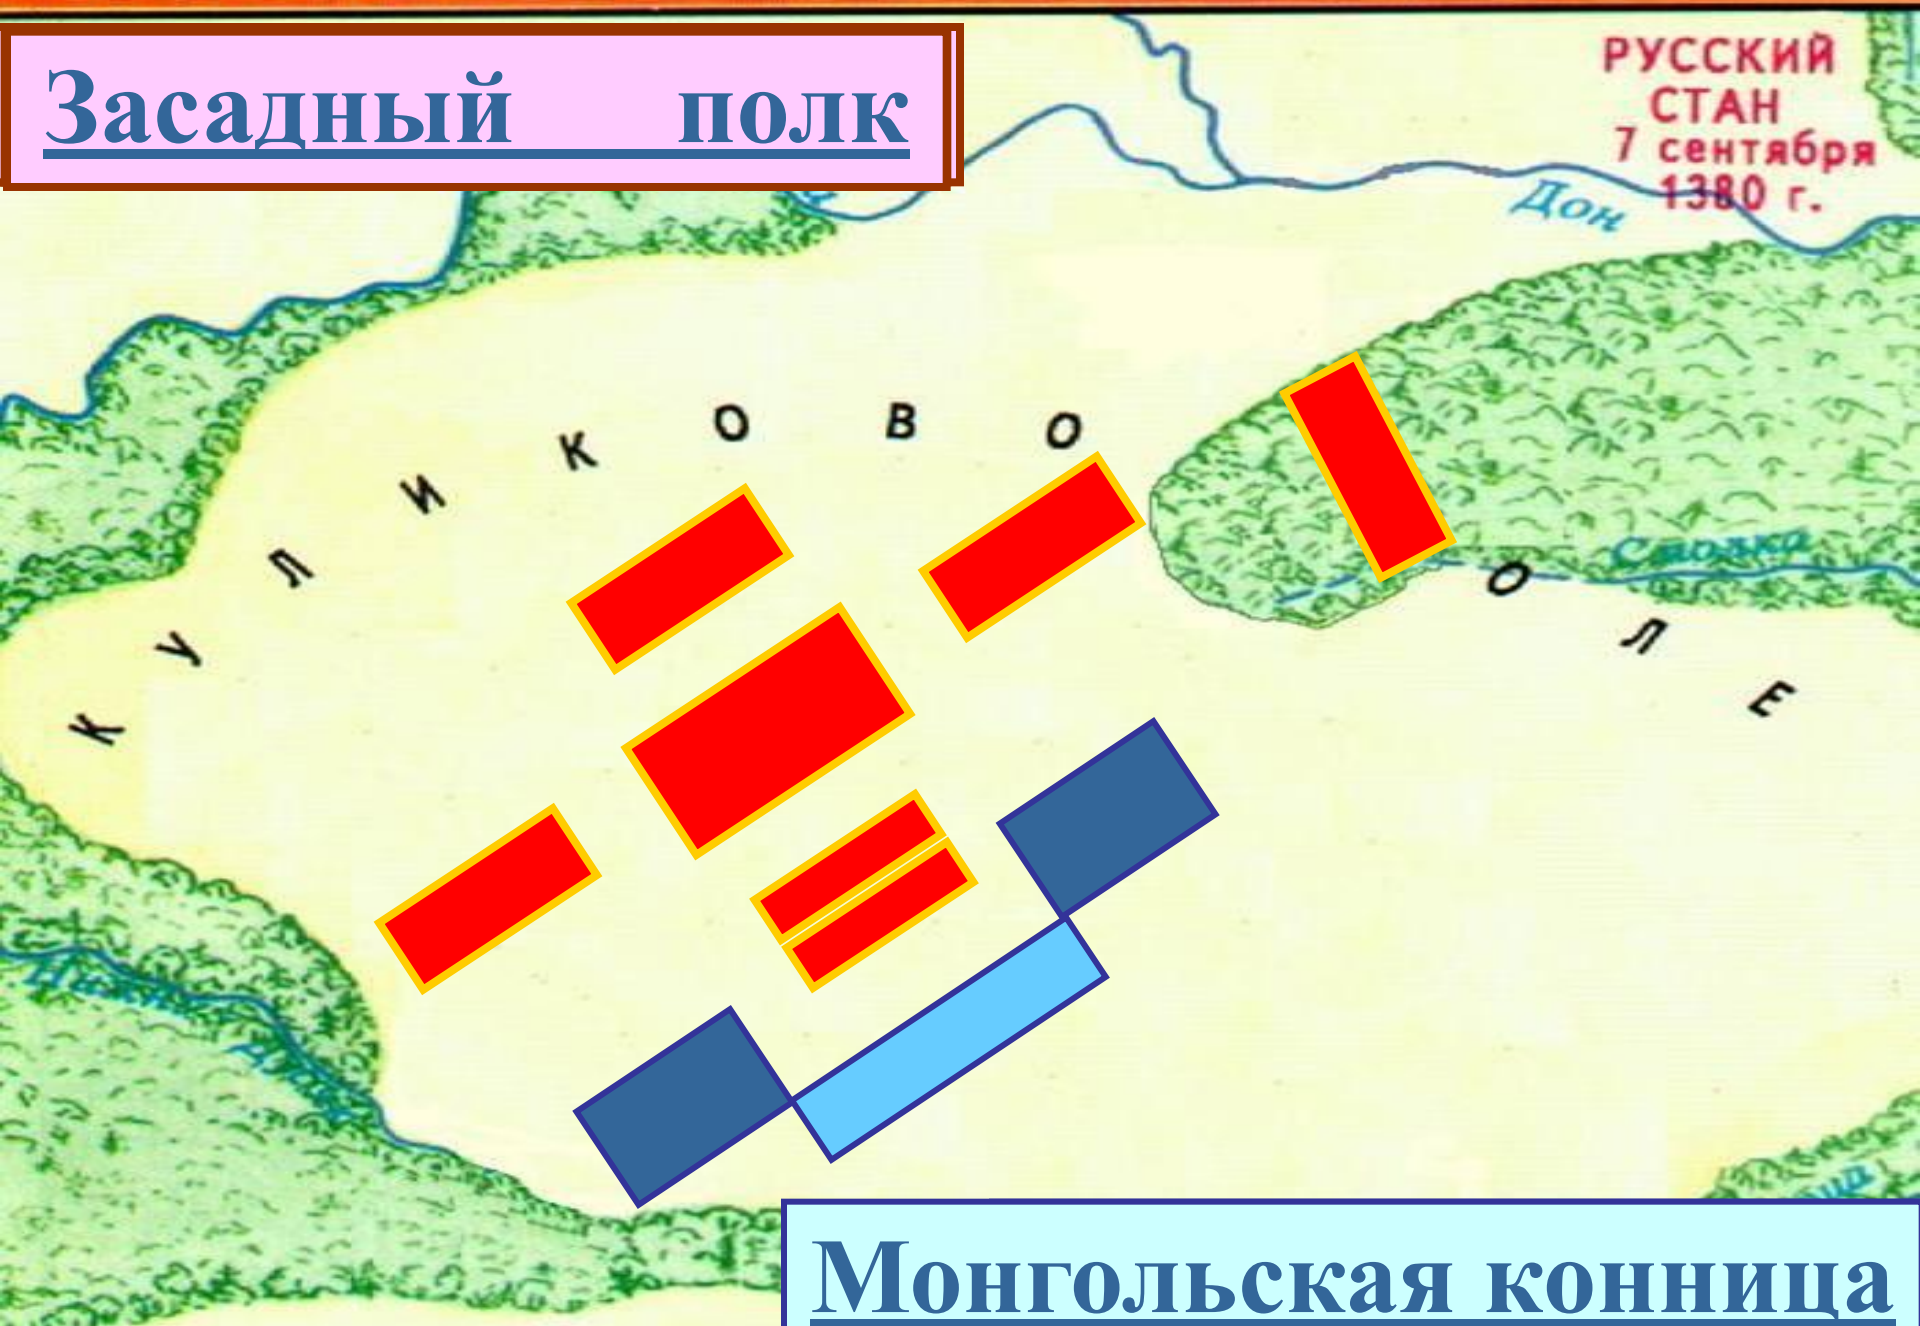 Засадный полк
РУССКИЙ
СТАН
7 сентября
1380 г.
Дон
КУЛИКОВО
Смолка
ПОЛЕ
Монгольская конница